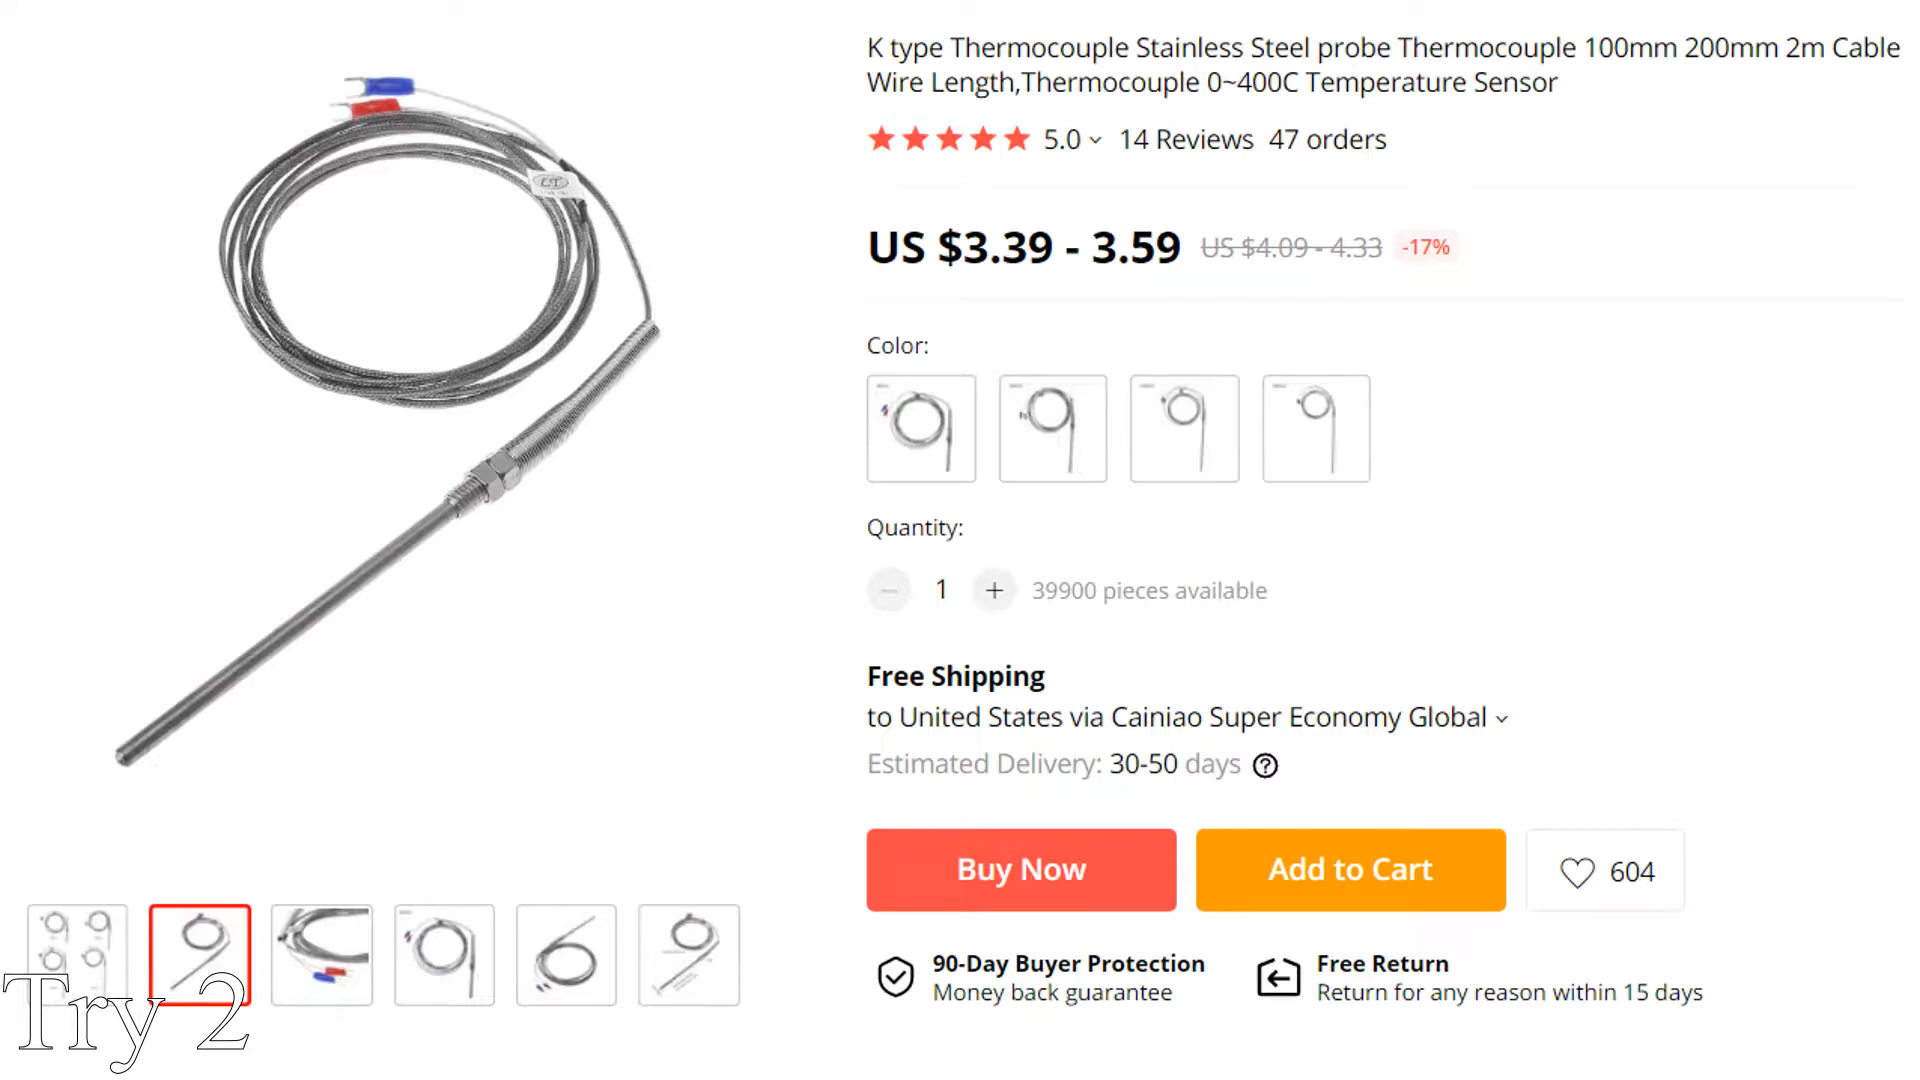 K type Thermocouple Stainless Steel probe Thermocouple 100mm 200mm 2m Cable
Wire Length,Thermocouple 0~400C Temperature Sensor
5.0 14 Reviews 47 orders
US $3.39 - 3.59 US $4.09 - 4.33 -17%
Color:
Quantity:
1 39900 pieces available
Free Shipping
to United States via Cainiao Super Economy Global
Estimated Delivery: 30-50 days
Buy Now
Add to Cart
604
90-Day Buyer Protection
Money back guarantee
Free Return
Return for any reason within 15 days
Try 2